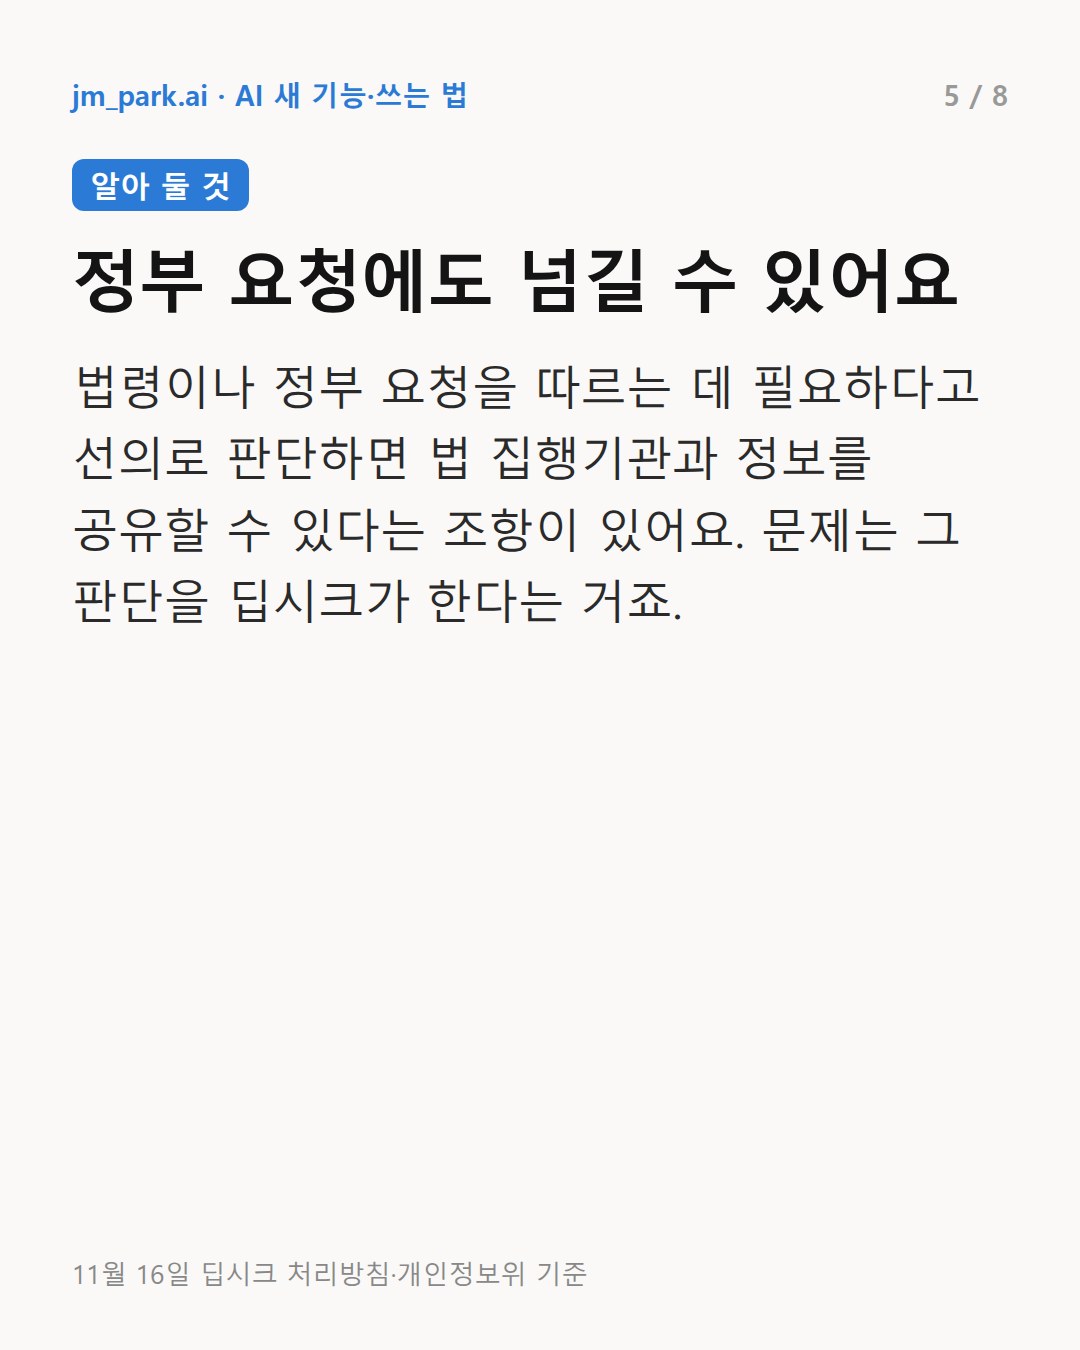 jm_park.ai · AI 새 기능·쓰는 법
5 / 8
알아 둘 것
정부 요청에도 넘길 수 있어요
법령이나 정부 요청을 따르는 데 필요하다고
선의로 판단하면 법 집행기관과 정보를
공유할 수 있다는 조항이 있어요. 문제는 그
판단을 딥시크가 한다는 거죠.
11월 16일 딥시크 처리방침·개인정보위 기준